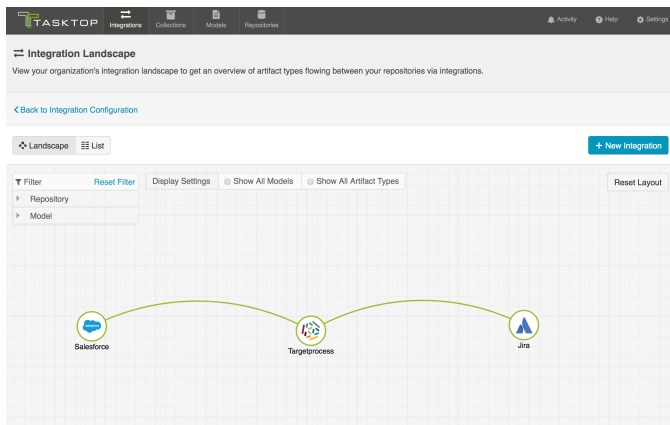 TASKTOP
Integrations
Collections
Models
Repositories
Activity
Help
Settings
Integration Landscape
View your organization's integration landscape to get an overview of artifact types flowing between your repositories via integrations.
Back to Integration Configuration
Landscape
List
+ New Integration
Filter
Reset Filter
Display Settings
Show All Models
Show All Artifact Types
Reset Layout
Repository
Model
salesforce
Salesforce
Targetprocess
Jira